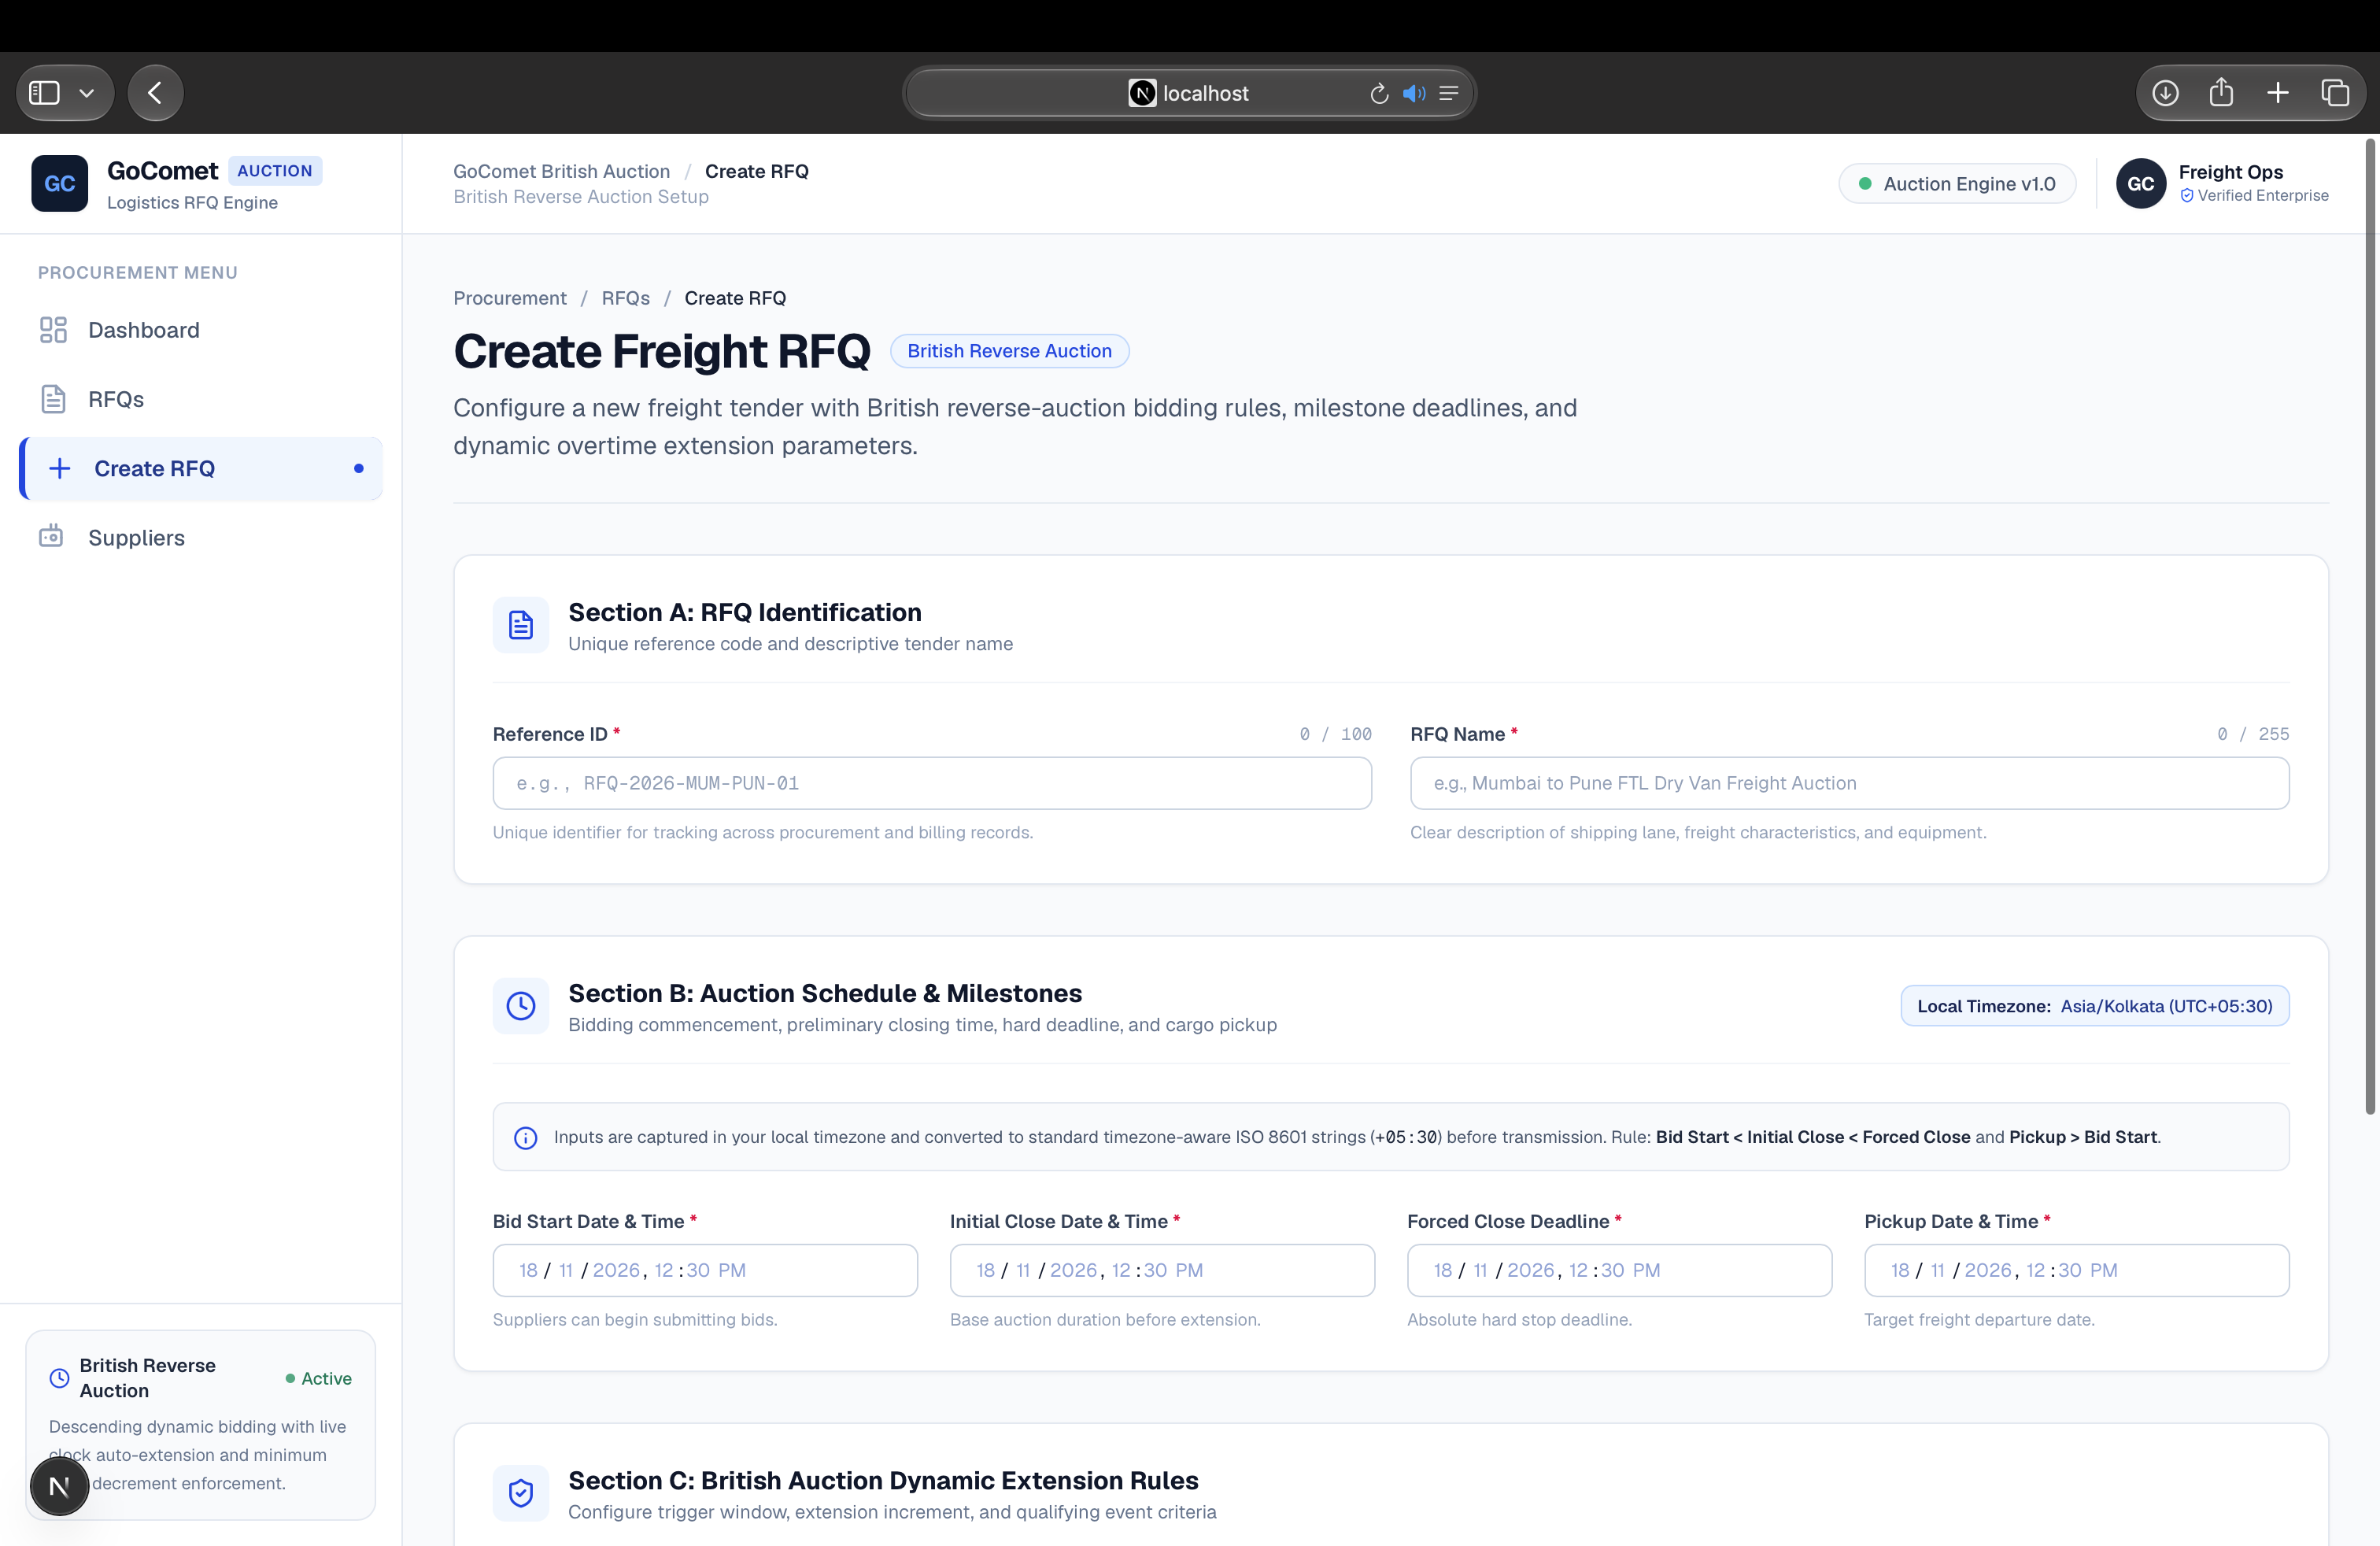 localhost
GC
GoComet AUCTION
Logistics RFQ Engine
GoComet British Auction / Create RFQ
British Reverse Auction Setup
Auction Engine v1.0
GC
Freight Ops
Verified Enterprise
PROCUREMENT MENU
Dashboard
RFQs
Create RFQ
Suppliers
British Reverse
Auction
Active
Descending dynamic bidding with live
clock auto-extension and minimum
decrement enforcement.
N
Procurement / RFQs / Create RFQ
Create Freight RFQ British Reverse Auction
Configure a new freight tender with British reverse-auction bidding rules, milestone deadlines, and
dynamic overtime extension parameters.
Section A: RFQ Identification
Unique reference code and descriptive tender name
Reference ID * 0 / 100
e.g., RFQ-2026-MUM-PUN-01
Unique identifier for tracking across procurement and billing records.
RFQ Name * 0 / 255
e.g., Mumbai to Pune FTL Dry Van Freight Auction
Clear description of shipping lane, freight characteristics, and equipment.
Section B: Auction Schedule & Milestones
Bidding commencement, preliminary closing time, hard deadline, and cargo pickup
Local Timezone: Asia/Kolkata (UTC+05:30)
Inputs are captured in your local timezone and converted to standard timezone-aware ISO 8601 strings (+05:30) before transmission. Rule: Bid Start < Initial Close < Forced Close and Pickup > Bid Start.
Bid Start Date & Time *
18 / 11 / 2026, 12:30 PM
Suppliers can begin submitting bids.
Initial Close Date & Time *
18 / 11 / 2026, 12:30 PM
Base auction duration before extension.
Forced Close Deadline *
18 / 11 / 2026, 12:30 PM
Absolute hard stop deadline.
Pickup Date & Time *
18 / 11 / 2026, 12:30 PM
Target freight departure date.
Section C: British Auction Dynamic Extension Rules
Configure trigger window, extension increment, and qualifying event criteria